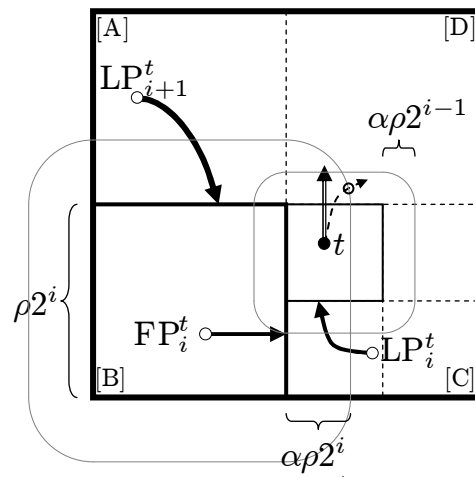 [A] [D]
LP^t_{i+1}
αρ2^{i−1}
t
ρ2^i
FP^t_i
LP^t_i
[B] [C]
αρ2^i